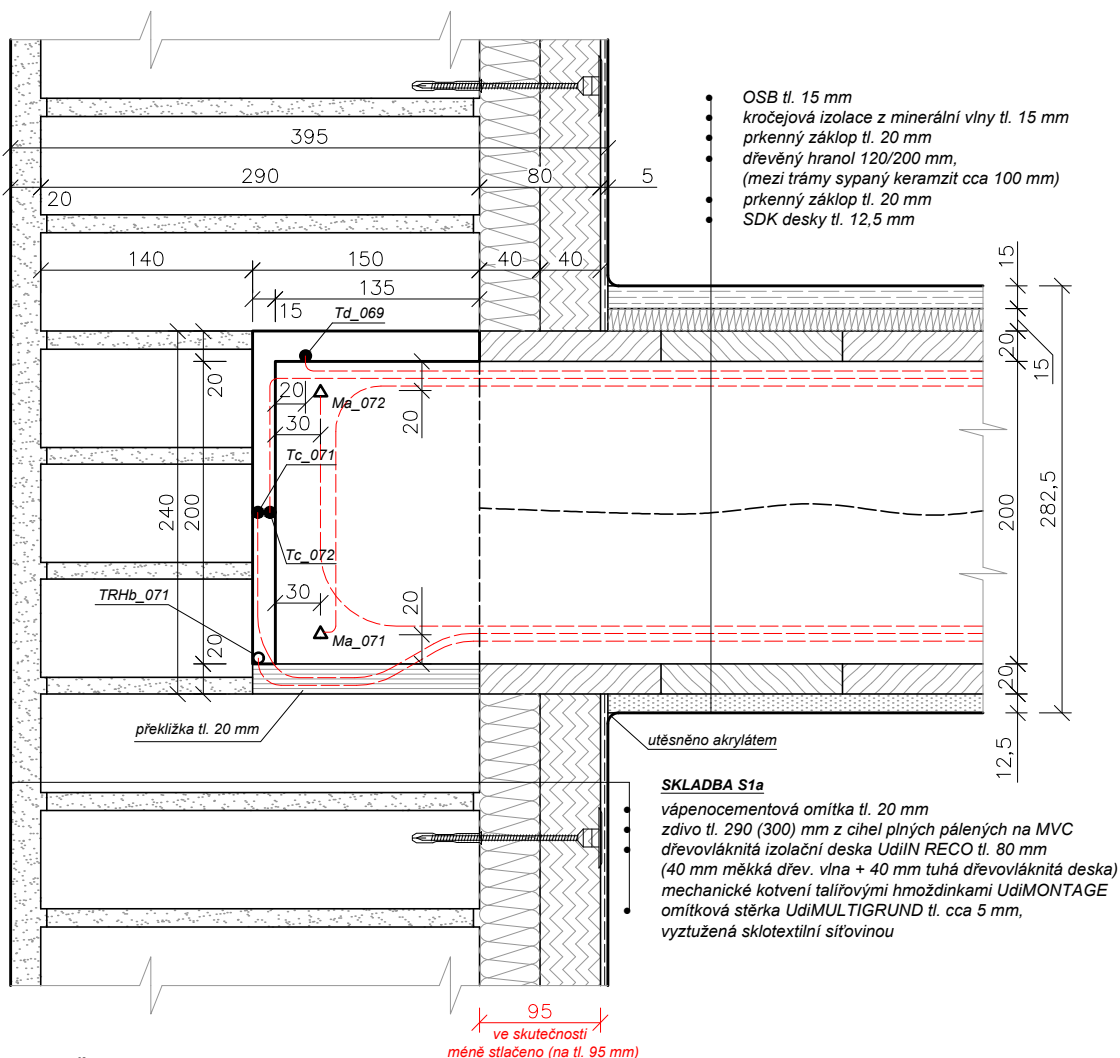 OSB tl. 15 mm
kročejová izolace z minerální vlny tl. 15 mm
prkenný záklop tl. 20 mm
dřevěný hranol 120/200 mm,
(mezi trámy sypaný keramzit cca 100 mm)
prkenný záklop tl. 20 mm
SDK desky tl. 12,5 mm
395
290
80
5
20
140
150
40
40
135
15
15
Td_069
20
20
15
20
20
Ma_072
30
20
Tc_071
240
200
200
282,5
Tc_072
30
20
TRHb_071
Ma_071
20
20
překližka tl. 20 mm
utěsněno akrylátem
12,5
SKLADBA S1a
vápenocementová omítka tl. 20 mm
zdivo tl. 290 (300) mm z cihel plných pálených na MVC
dřevovláknitá izolační deska UdiIN RECO tl. 80 mm
(40 mm měkká dřev. vlna + 40 mm tuhá dřevovláknitá deska)
mechanické kotvení talířovými hmoždinkami UdiMONTAGE
omítková stěrka UdiMULTIGRUND tl. cca 5 mm,
vyztužená sklotextilní síťovinou
95
ve skutečnosti
méně stlačeno (na tl. 95 mm)